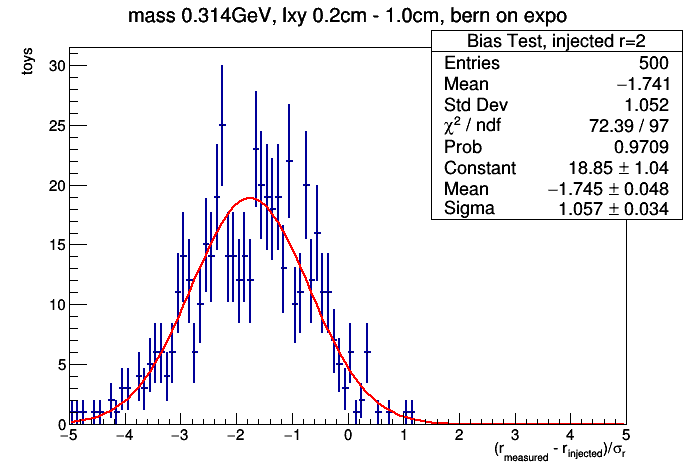 mass 0.314GeV, lxy 0.2cm - 1.0cm, bern on expo
Bias Test, injected r=2
Entries 500
Mean −1.741
Std Dev 1.052
χ² / ndf 72.39 / 97
Prob 0.9709
Constant 18.85 ± 1.04
Mean −1.745 ± 0.048
Sigma 1.057 ± 0.034
toys
30
25
20
15
10
5
0
−5 −4 −3 −2 −1 0 1 2 3 4 5
(r_measured - r_injected)/σ_r